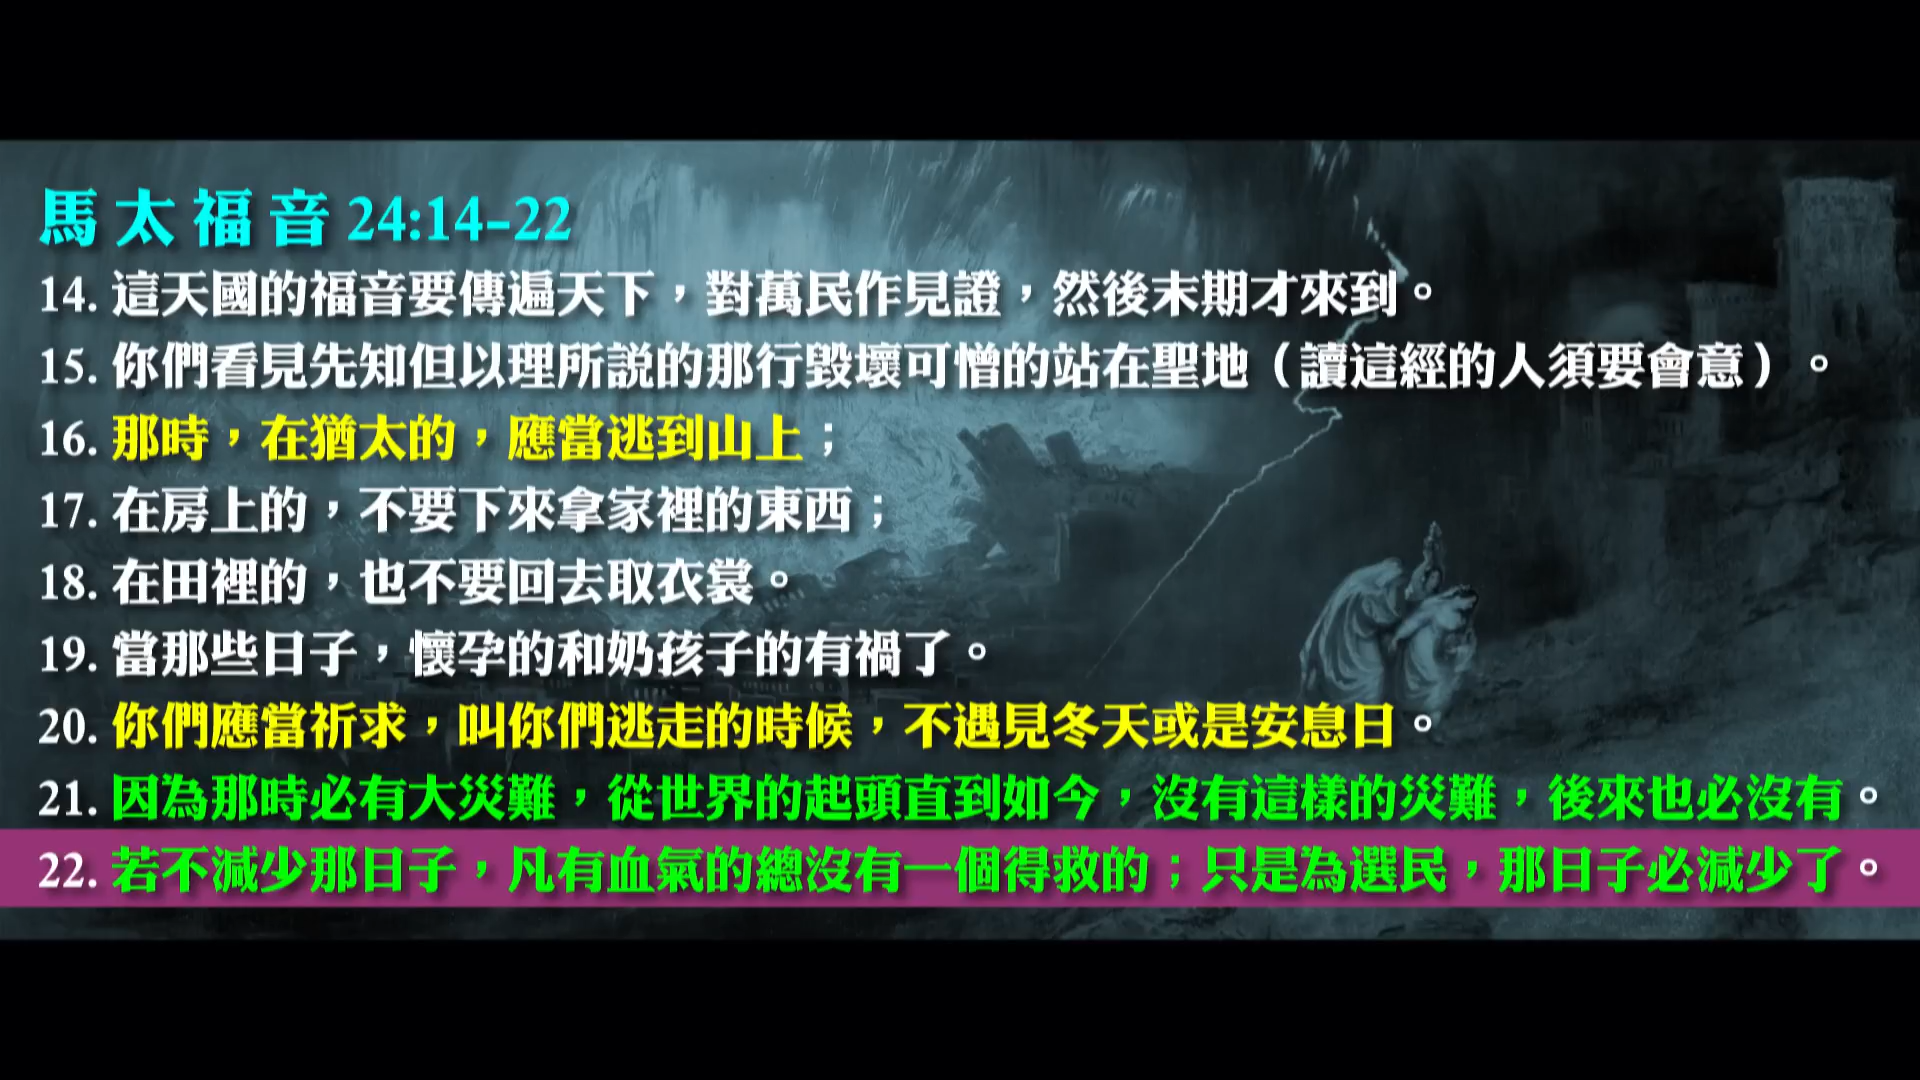 馬太福音 24:14-22
14. 這天國的福音要傳遍天下，對萬民作見證，然後末期才來到。
15. 你們看見先知但以理所說的那行毀壞可憎的站在聖地（讀這經的人須要會意）。
16. 那時，在猶太的，應當逃到山上；
17. 在房上的，不要下來拿家裡的東西；
18. 在田裡的，也不要回去取衣裳。
19. 當那些日子，懷孕的和奶孩子的有禍了。
20. 你們應當祈求，叫你們逃走的時候，不遇見冬天或是安息日。
21. 因為那時必有大災難，從世界的起頭直到如今，沒有這樣的災難，後來也必沒有。
22. 若不減少那日子，凡有血氣的總沒有一個得救的；只是為選民，那日子必減少了。